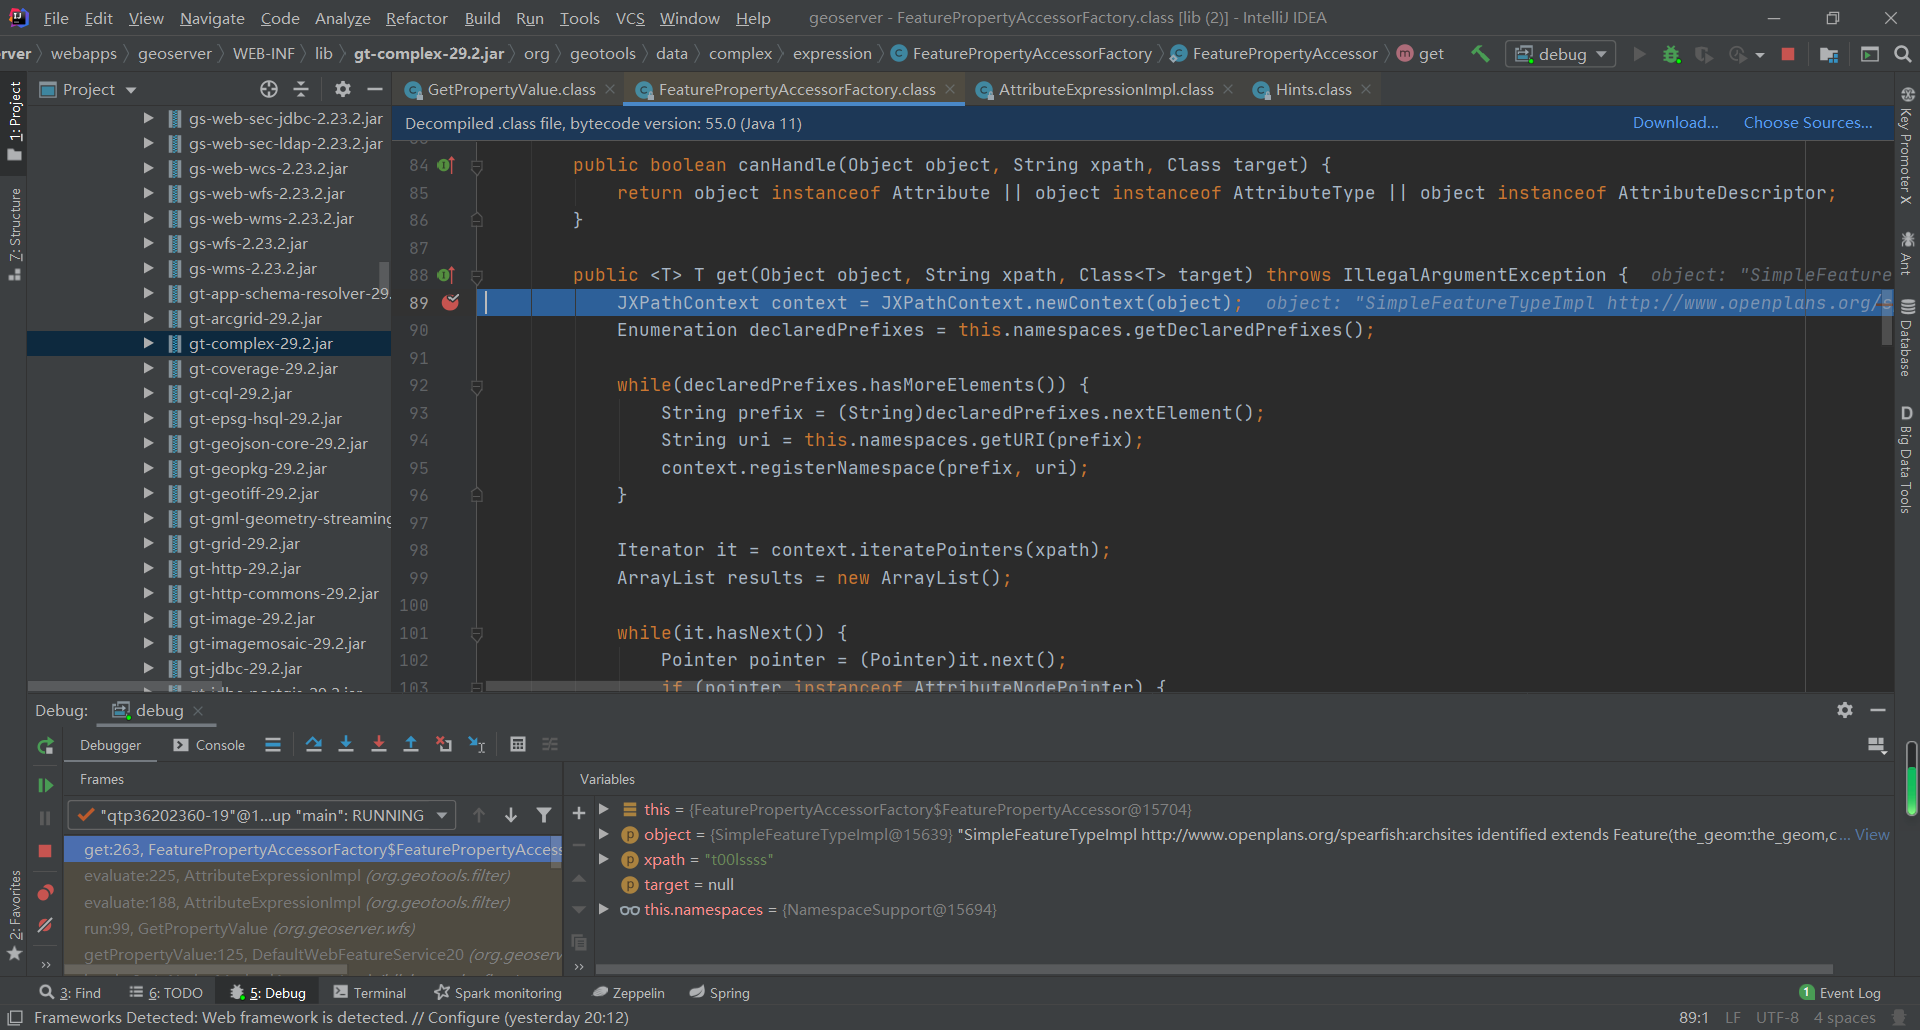 File Edit View Navigate Code Analyze Refactor Build Run Tools VCS Window Help geoserver - FeaturePropertyAccessorFactory.class [lib (2)] - IntelliJ IDEA
rver webapps geoserver WEB-INF lib gt-complex-29.2.jar org geotools data complex expression FeaturePropertyAccessorFactory FeaturePropertyAccessor get debug
Project
GetPropertyValue.class FeaturePropertyAccessorFactory.class AttributeExpressionImpl.class Hints.class
Decompiled .class file, bytecode version: 55.0 (Java 11) Download... Choose Sources...
1: Project
7: Structure
2: Favorites
gs-web-sec-jdbc-2.23.2.jar
gs-web-sec-ldap-2.23.2.jar
gs-web-wcs-2.23.2.jar
gs-web-wfs-2.23.2.jar
gs-web-wms-2.23.2.jar
gs-wfs-2.23.2.jar
gs-wms-2.23.2.jar
gt-app-schema-resolver-29.
gt-arcgrid-29.2.jar
gt-complex-29.2.jar
gt-coverage-29.2.jar
gt-cql-29.2.jar
gt-epsg-hsql-29.2.jar
gt-geojson-core-29.2.jar
gt-geopkg-29.2.jar
gt-geotiff-29.2.jar
gt-gml-geometry-streaming
gt-grid-29.2.jar
gt-http-29.2.jar
gt-http-commons-29.2.jar
gt-image-29.2.jar
gt-imagemosaic-29.2.jar
gt-jdbc-29.2.jar
84 public boolean canHandle(Object object, String xpath, Class target) {
85 return object instanceof Attribute || object instanceof AttributeType || object instanceof AttributeDescriptor;
86 }
87
88 public <T> T get(Object object, String xpath, Class<T> target) throws IllegalArgumentException { object: "SimpleFeature
89 JXPathContext context = JXPathContext.newContext(object); object: "SimpleFeatureTypeImpl http://www.openplans.org/s
90 Enumeration declaredPrefixes = this.namespaces.getDeclaredPrefixes();
91
92 while(declaredPrefixes.hasMoreElements()) {
93 String prefix = (String)declaredPrefixes.nextElement();
94 String uri = this.namespaces.getURI(prefix);
95 context.registerNamespace(prefix, uri);
96 }
97
98 Iterator it = context.iteratePointers(xpath);
99 ArrayList results = new ArrayList();
100
101 while(it.hasNext()) {
102 Pointer pointer = (Pointer)it.next();
103 if (pointer instanceof AttributeNodePointer) {
Key Promoter X
Ant
Database
D Big Data Tools
Debug: debug
Debugger Console
Frames
"qtp36202360-19"@1...up "main": RUNNING
get:263, FeaturePropertyAccessorFactory$FeaturePropertyAccess
evaluate:225, AttributeExpressionImpl (org.geotools.filter)
evaluate:188, AttributeExpressionImpl (org.geotools.filter)
run:99, GetPropertyValue (org.geoserver.wfs)
getPropertyValue:125, DefaultWebFeatureService20 (org.geoserv
Variables
this = {FeaturePropertyAccessorFactory$FeaturePropertyAccessor@15704}
object = {SimpleFeatureTypeImpl@15639} "SimpleFeatureTypeImpl http://www.openplans.org/spearfish:archsites identified extends Feature(the_geom:the_geom,c... View
xpath = "t00lssss"
target = null
this.namespaces = {NamespaceSupport@15694}
3: Find 6: TODO 5: Debug Terminal Spark monitoring Zeppelin Spring 1 Event Log
Frameworks Detected: Web framework is detected. // Configure (yesterday 20:12) 89:1 LF UTF-8 4 spaces